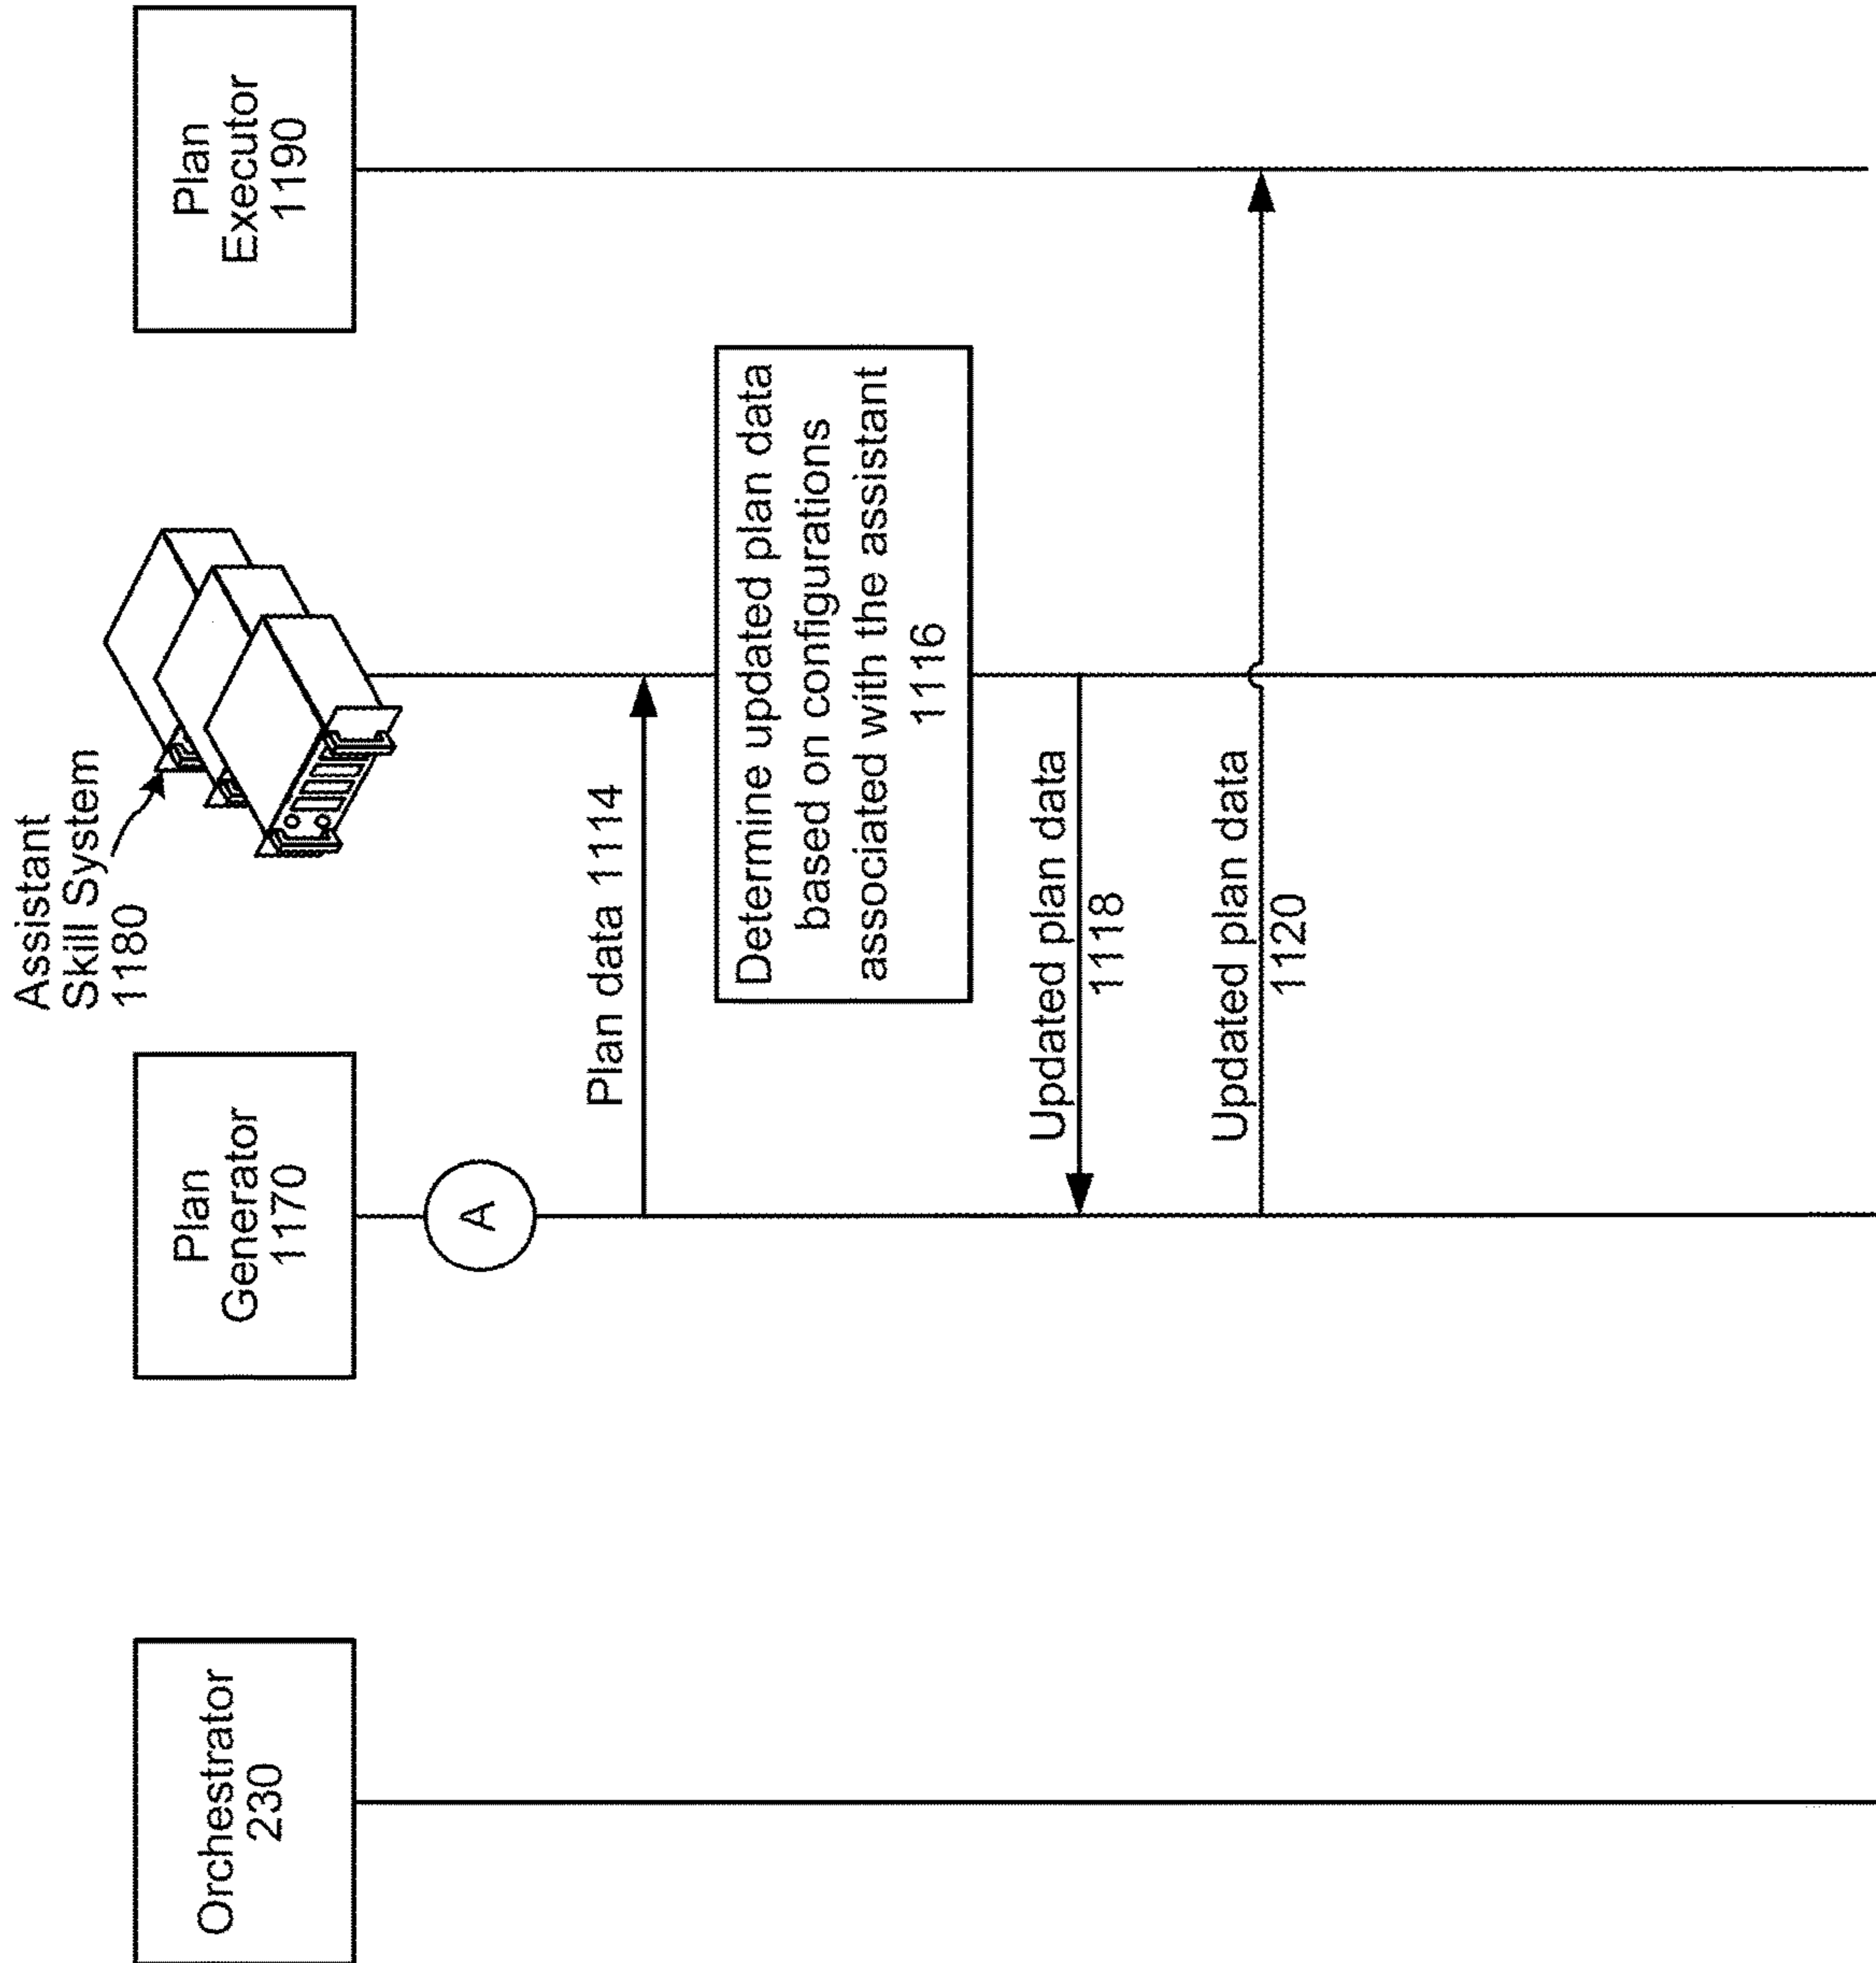 Orchestrator
230
Plan
Generator
1170
Assistant
Skill System
1180
Plan
Executor
1190
A
Plan data 1114
Determine updated plan data
based on configurations
associated with the assistant
1116
Updated plan data
1118
Updated plan data
1120